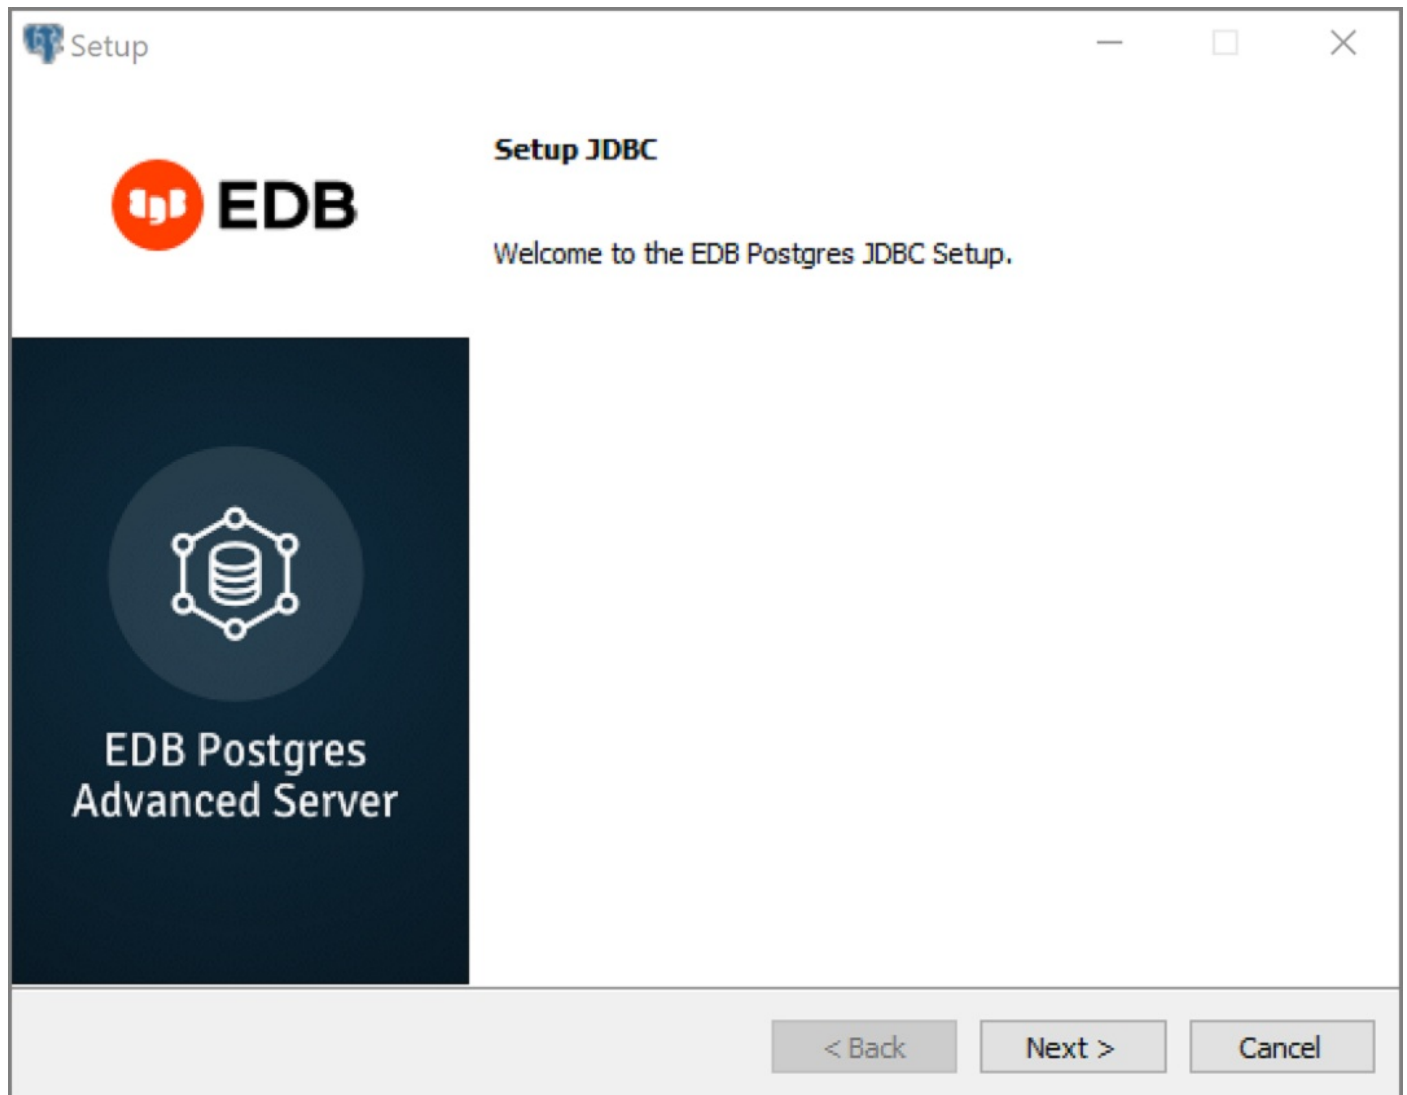 Setup
EDB
Setup JDBC
Welcome to the EDB Postgres JDBC Setup.
EDB Postgres
Advanced Server
< Back
Next >
Cancel